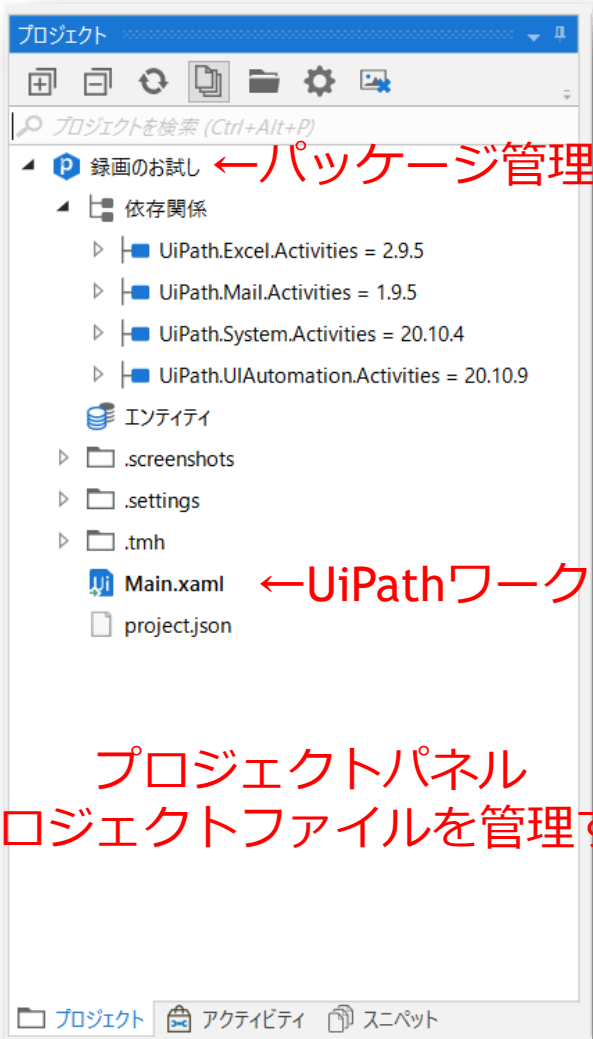 プロジェクト
プロジェクトを検索 (Ctrl+Alt+P)
録画のお試し ←パッケージ管理
依存関係
UiPath.Excel.Activities = 2.9.5
UiPath.Mail.Activities = 1.9.5
UiPath.System.Activities = 20.10.4
UiPath.UIAutomation.Activities = 20.10.9
エンティティ
.screenshots
.settings
.tmh
Main.xaml ←UiPathワーク
project.json
プロジェクトパネル
ロジェクトファイルを管理
プロジェクト アクティビティ スニペット